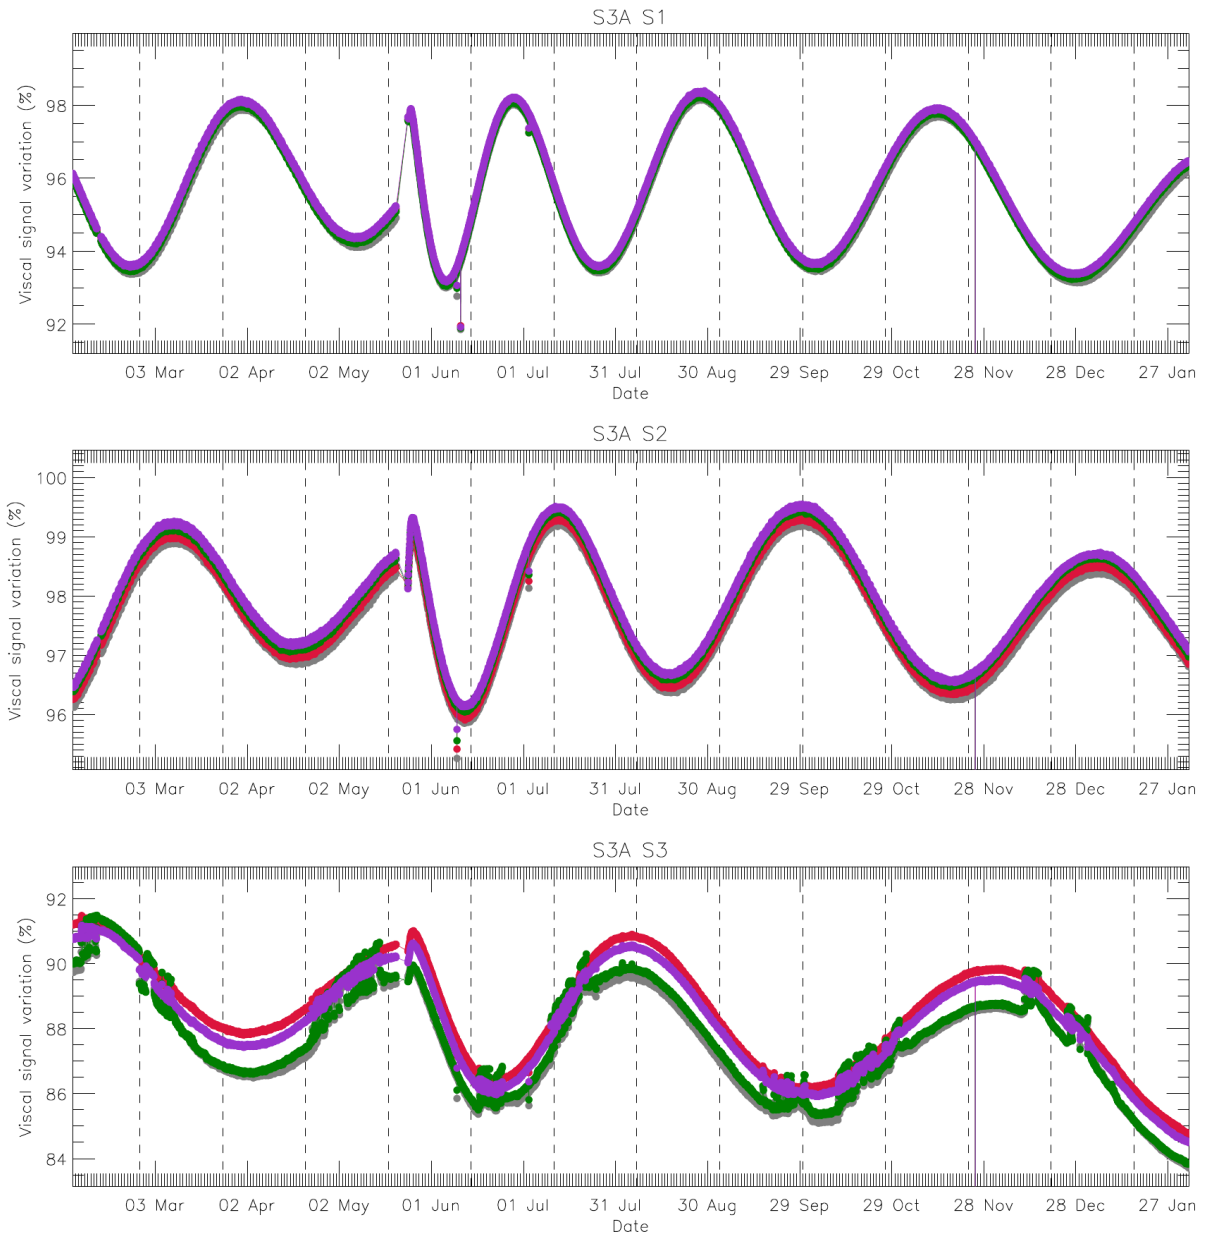 S3A S1
Viscal signal variation (%)
98
96
94
92
03 Mar 02 Apr 02 May 01 Jun 01 Jul 31 Jul 30 Aug 29 Sep 29 Oct 28 Nov 28 Dec 27 Jan
Date
S3A S2
Viscal signal variation (%)
100
99
98
97
96
03 Mar 02 Apr 02 May 01 Jun 01 Jul 31 Jul 30 Aug 29 Sep 29 Oct 28 Nov 28 Dec 27 Jan
Date
S3A S3
Viscal signal variation (%)
92
90
88
86
84
03 Mar 02 Apr 02 May 01 Jun 01 Jul 31 Jul 30 Aug 29 Sep 29 Oct 28 Nov 28 Dec 27 Jan
Date